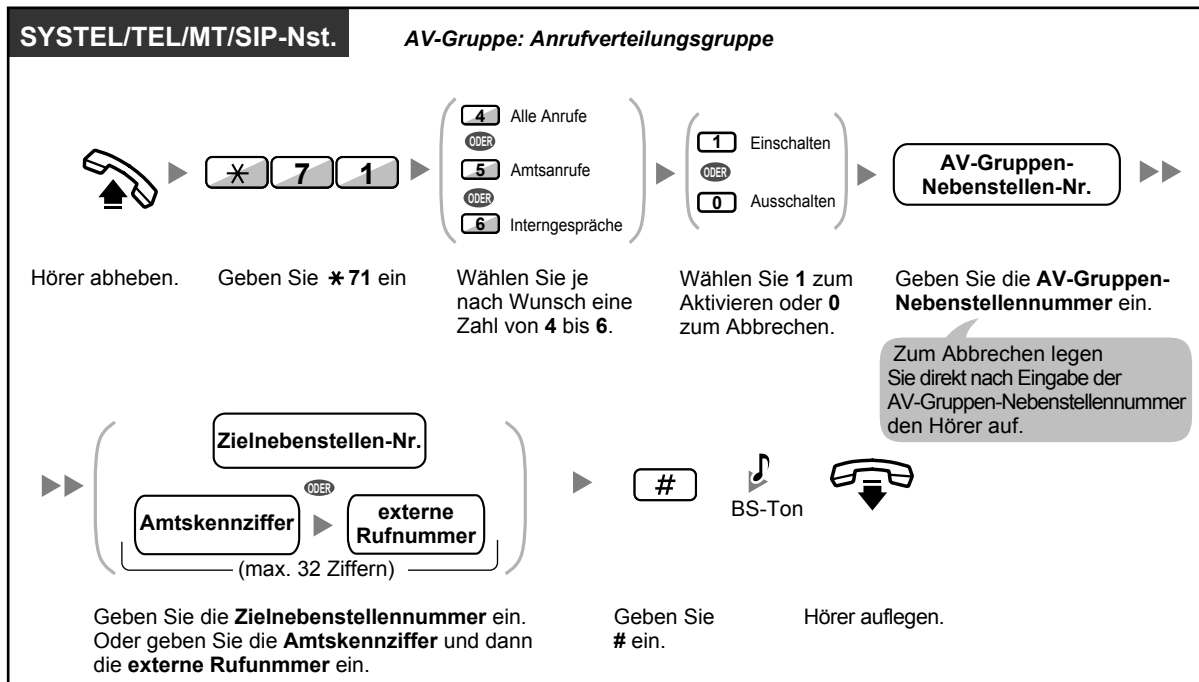 SYSTEL/TEL/MT/SIP-Nst.
AV-Gruppe: Anrufverteilungsgruppe
* 7 1
4 Alle Anrufe
ODER
5 Amtsanrufe
ODER
6 Interngespräche
1 Einschalten
ODER
0 Ausschalten
AV-Gruppen-
Nebenstellen-Nr.
Hörer abheben.
Geben Sie *71 ein
Wählen Sie je
nach Wunsch eine
Zahl von 4 bis 6.
Wählen Sie 1 zum
Aktivieren oder 0
zum Abbrechen.
Geben Sie die AV-Gruppen-
Nebenstellennummer ein.
Zum Abbrechen legen
Sie direkt nach Eingabe der
AV-Gruppen-Nebenstellennummer
den Hörer auf.
Zielnebenstellen-Nr.
ODER
Amtskennziffer
externe
Rufnummer
(max. 32 Ziffern)
#
BS-Ton
Geben Sie die Zielnebenstellennummer ein.
Oder geben Sie die Amtskennziffer und dann
die externe Rufunmmer ein.
Geben Sie
# ein.
Hörer auflegen.